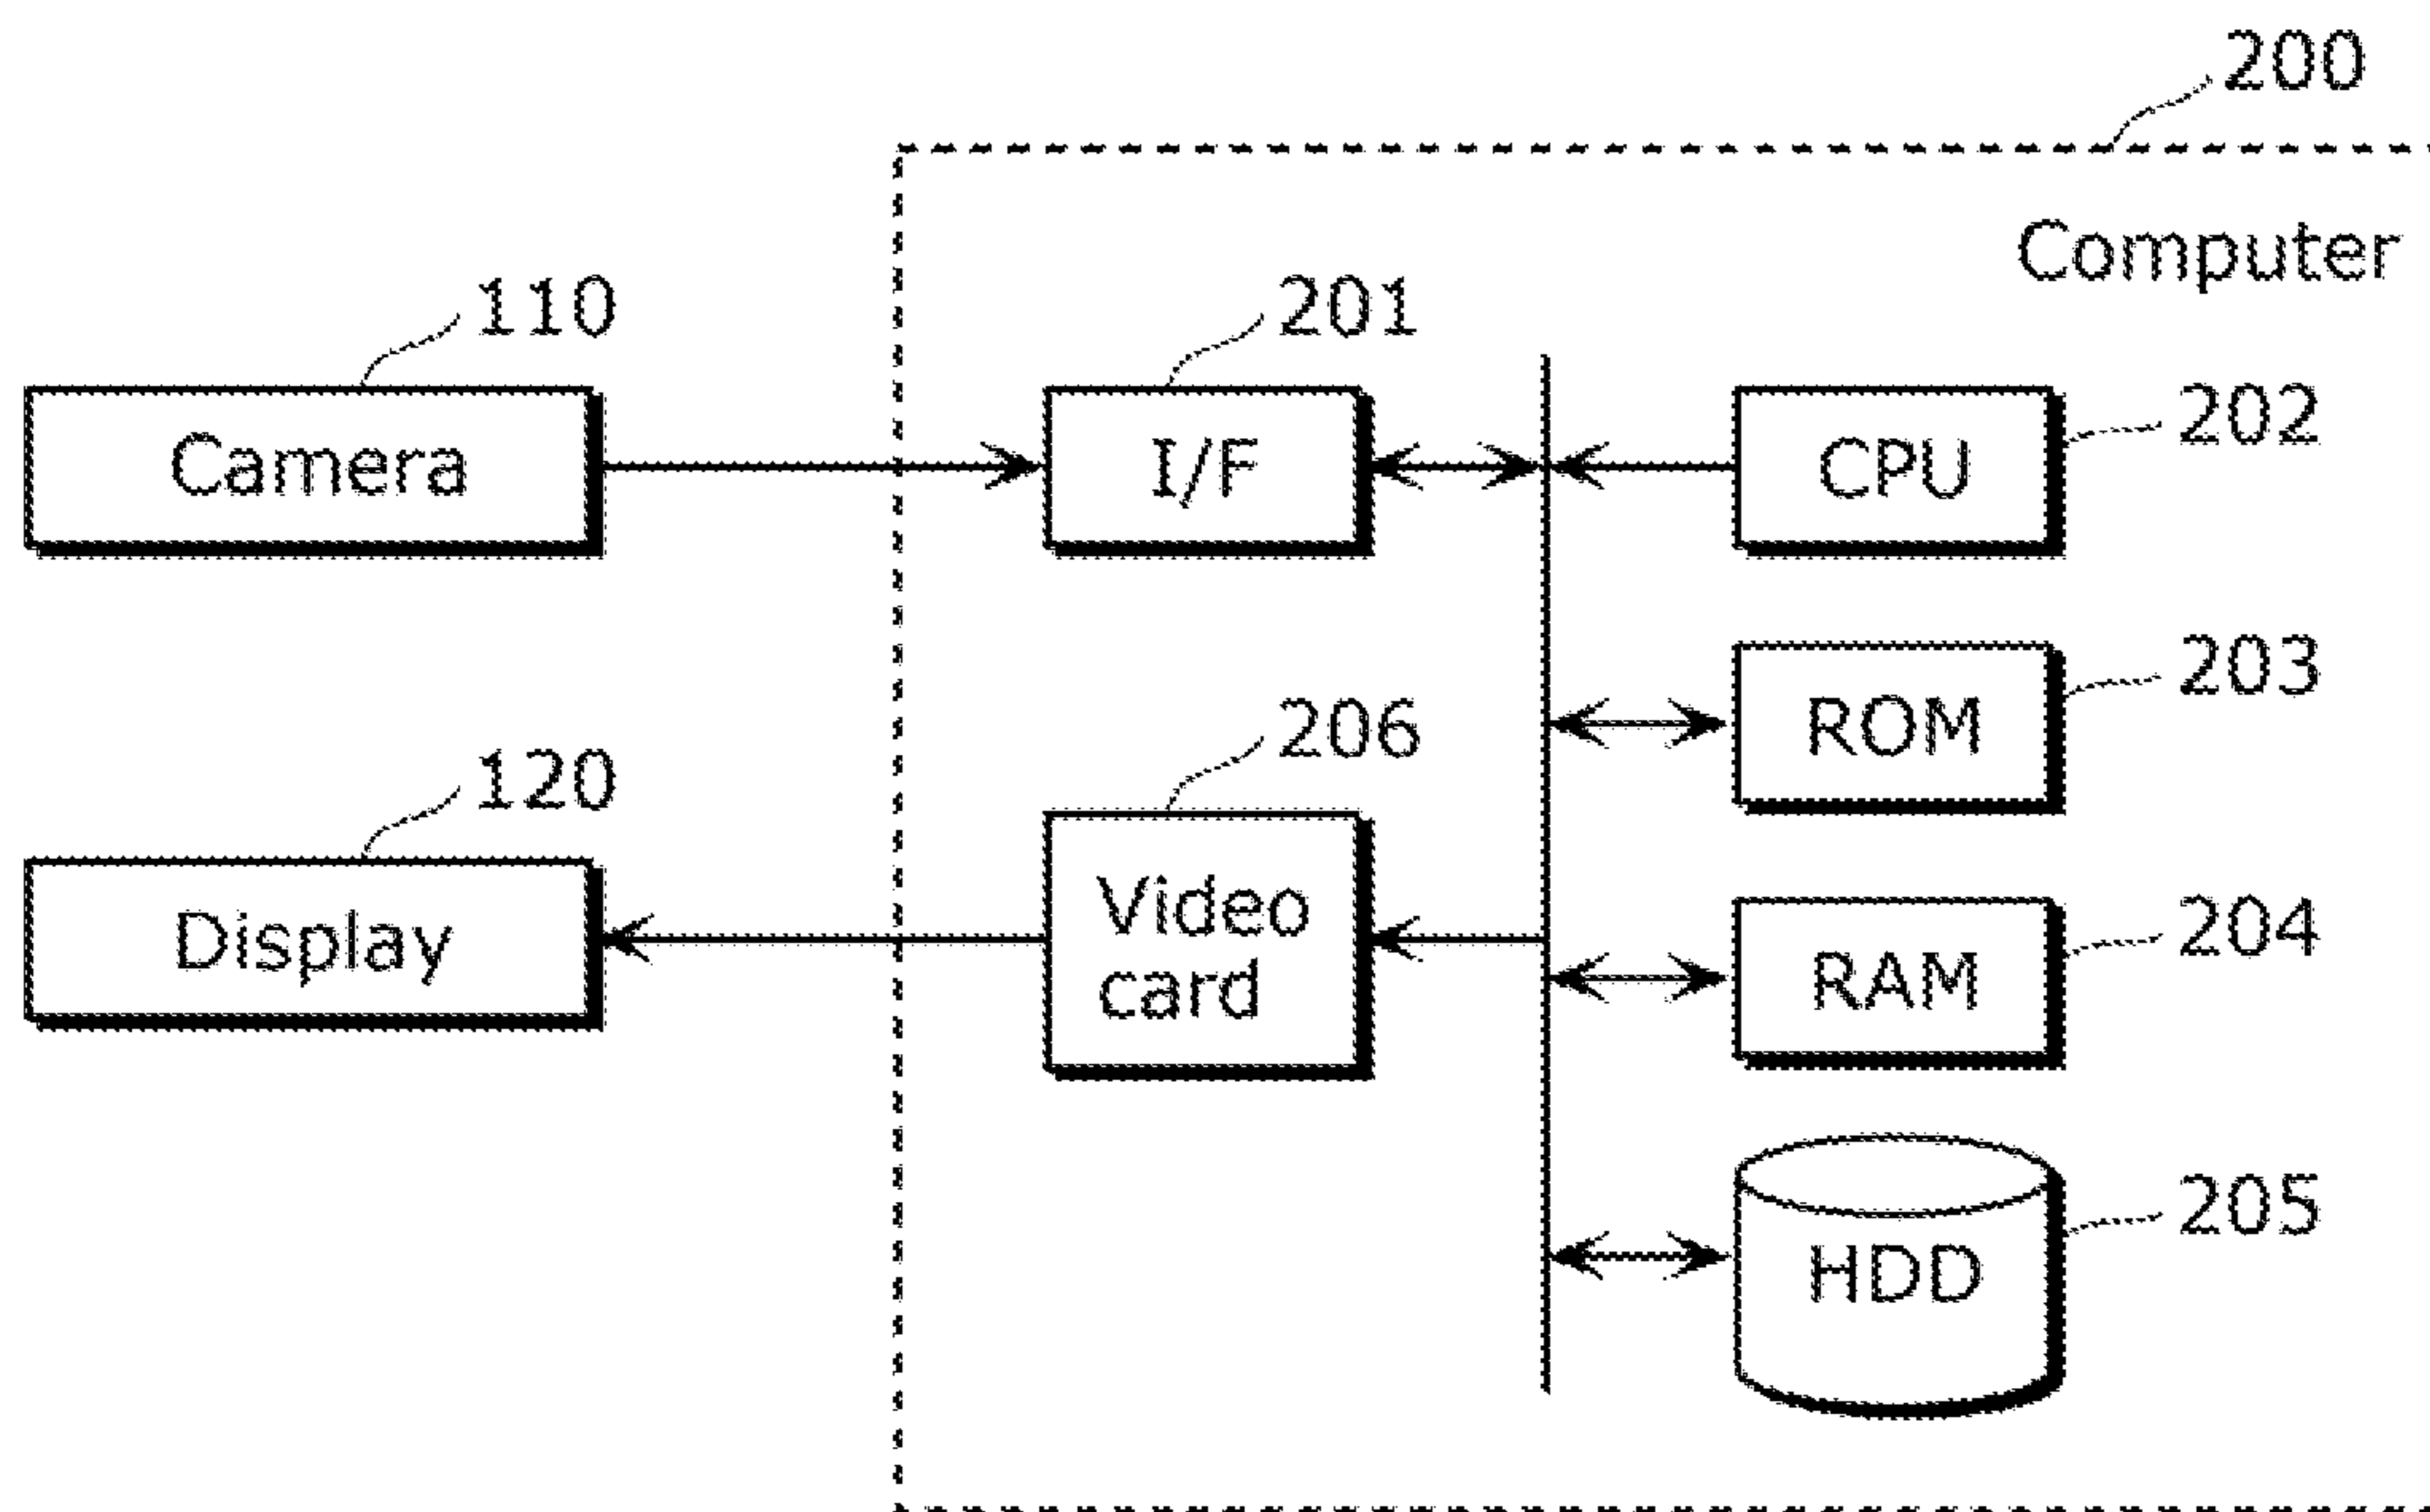 200
Computer
110
201
Camera
I/F
CPU
202
203
ROM
206
120
Video
card
Display
204
RAM
205
HDD